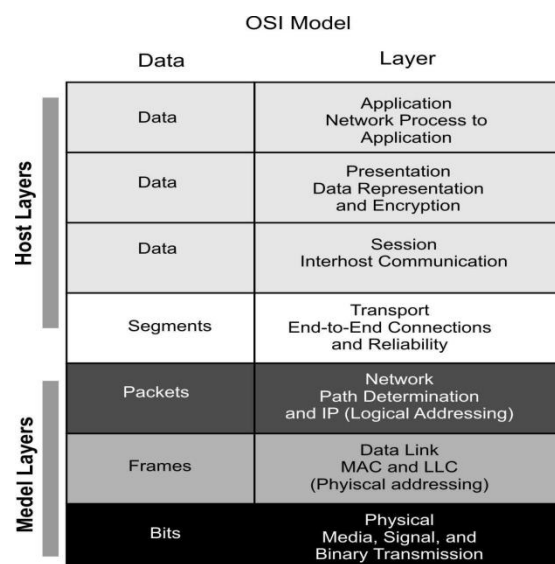 OSI Model
Data
Layer
Host Layers
Data
Application
Network Process to
Application
Data
Presentation
Data Representation
and Encryption
Data
Session
Interhost Communication
Segments
Transport
End-to-End Connections
and Reliability
Medel Layers
Packets
Network
Path Determination
and IP (Logical Addressing)
Frames
Data Link
MAC and LLC
(Phyiscal addressing)
Bits
Physical
Media, Signal, and
Binary Transmission